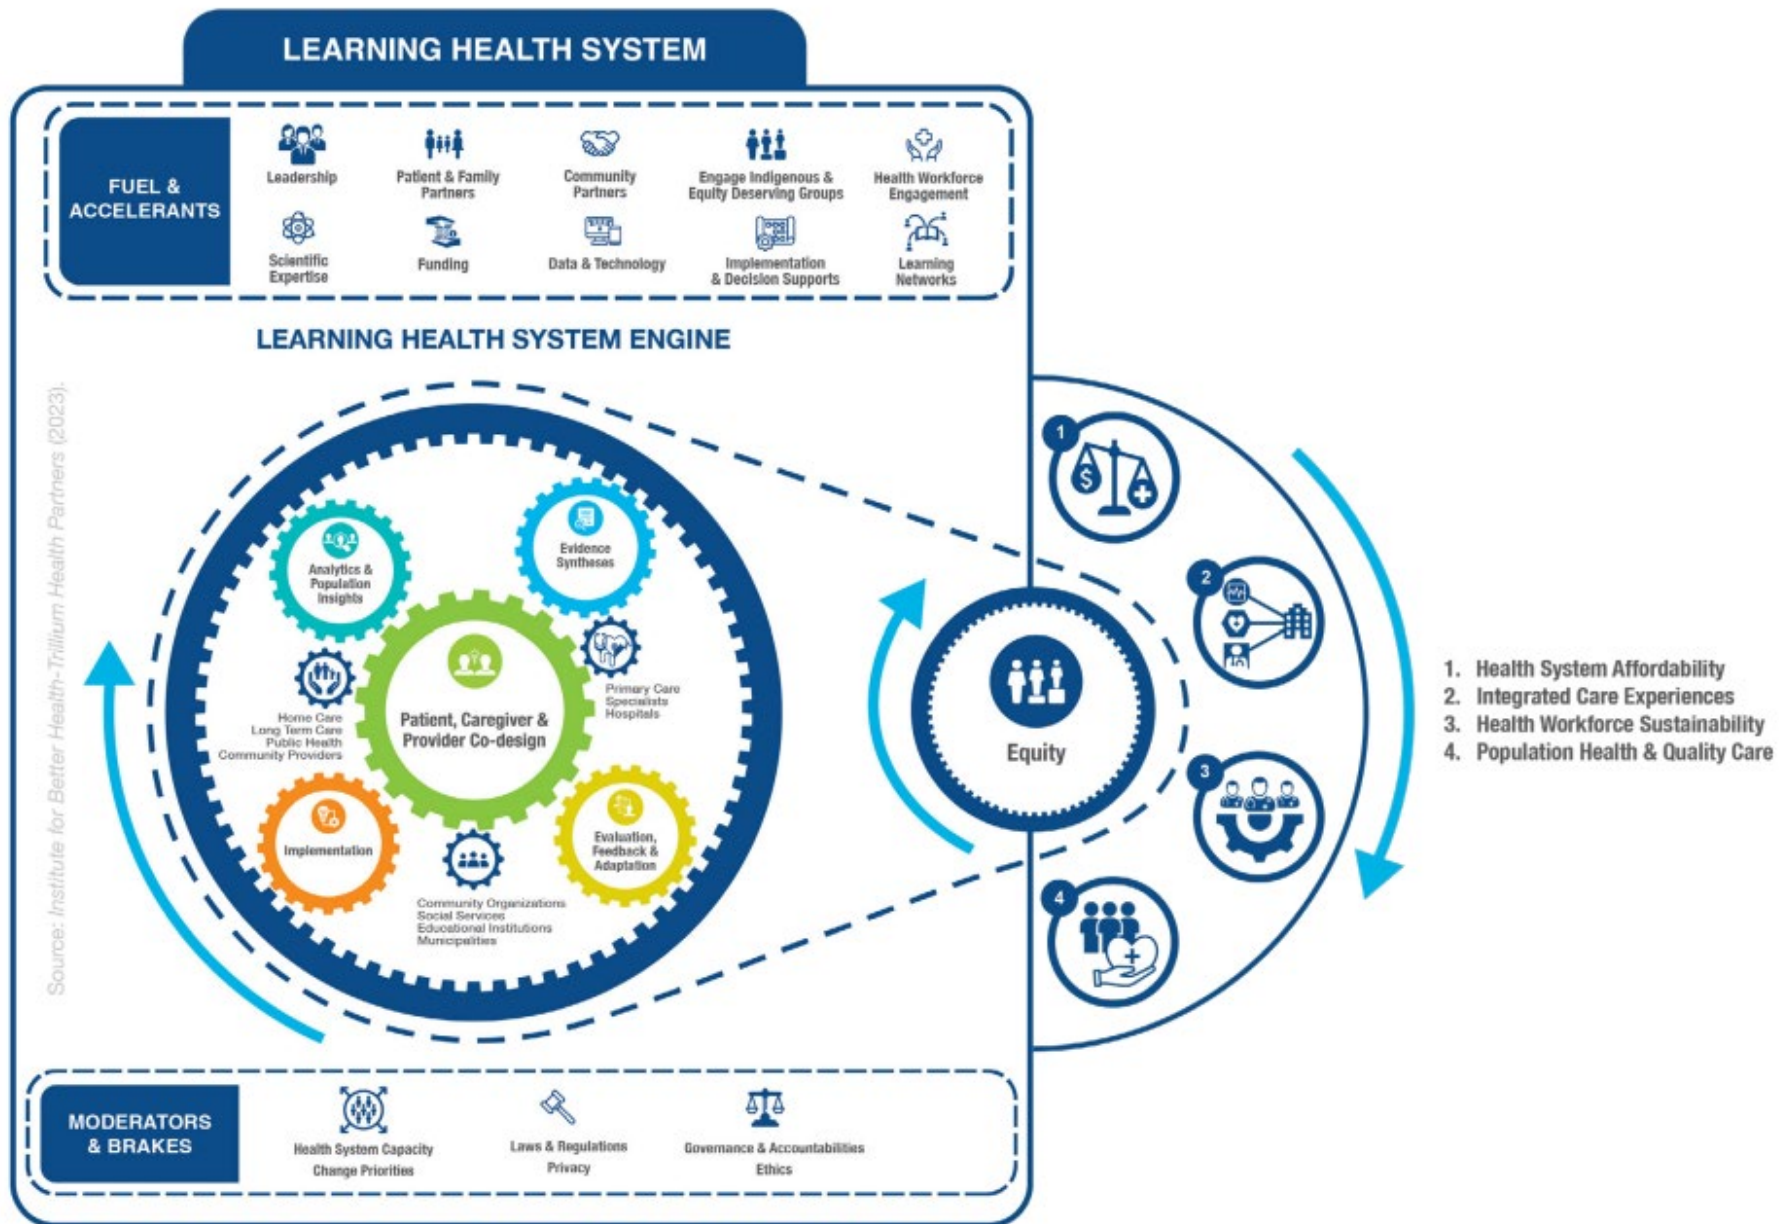 LEARNING HEALTH SYSTEM
FUEL &
ACCELERANTS
Leadership
Patient & Family
Partners
Community
Partners
Engage Indigenous &
Equity Deserving Groups
Health Workforce
Engagement
Scientific
Expertise
Funding
Data & Technology
Implementation
& Decision Supports
Learning
Networks
LEARNING HEALTH SYSTEM ENGINE
Source: Institute for Better Health-Trillium Health Partners (2023).
Analytics &
Population
Insights
Evidence
Syntheses
Home Care
Long Term Care
Public Health
Community Providers
Patient, Caregiver &
Provider Co-design
Primary Care
Specialists
Hospitals
Implementation
Evaluation,
Feedback &
Adaptation
Community Organizations
Social Services
Educational Institutions
Municipalities
Equity
$
1
2
3
4
1. Health System Affordability
2. Integrated Care Experiences
3. Health Workforce Sustainability
4. Population Health & Quality Care
MODERATORS
& BRAKES
Health System Capacity
Change Priorities
Laws & Regulations
Privacy
Governance & Accountabilities
Ethics